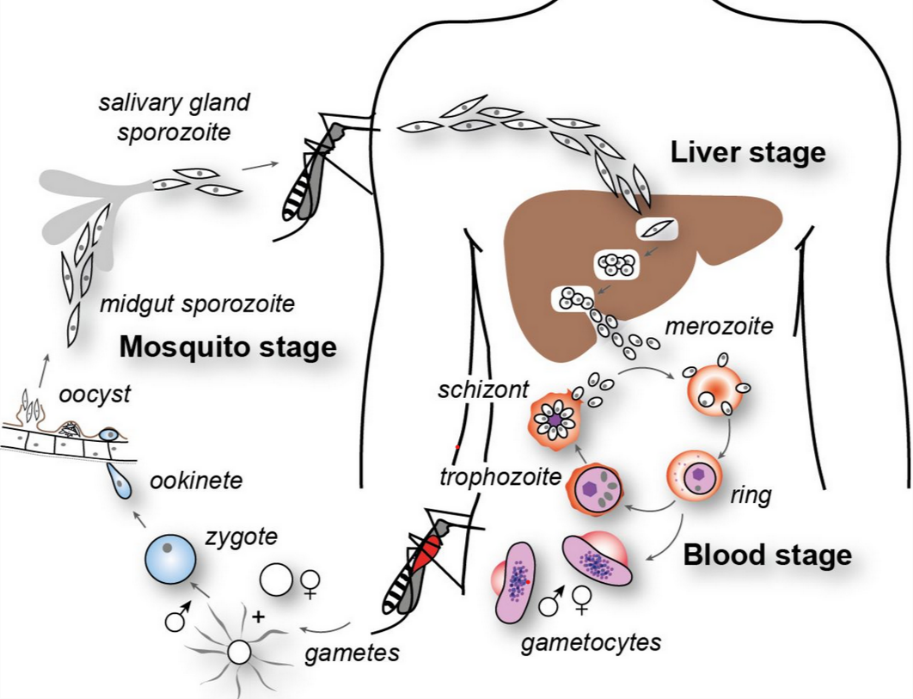 salivary gland
sporozoite
Liver stage
midgut sporozoite
merozoite
Mosquito stage
oocyst
schizont
ookinete
trophozoite
ring
zygote
Blood stage
♂
+
♀
gametes
♂ ♀
gametocytes